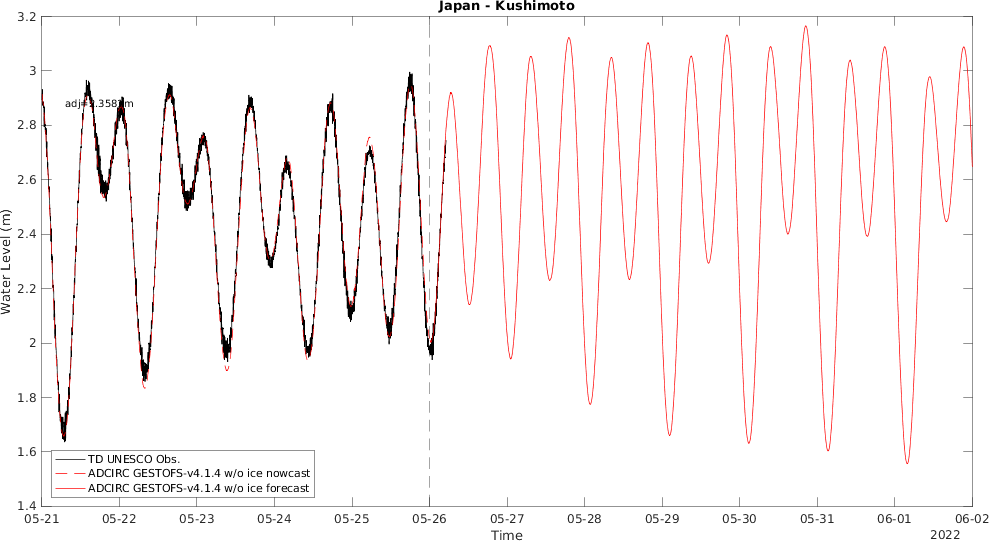 Japan - Kushimoto
3.2
3
2.8
2.6
2.4
2.2
2
1.8
1.6
1.4
Water Level (m)
TD UNESCO Obs.
ADCIRC GESTOFS-v4.1.4 w/o ice nowcast
ADCIRC GESTOFS-v4.1.4 w/o ice forecast
05-21 05-22 05-23 05-24 05-25 05-26 05-27 05-28 05-29 05-30 05-31 06-01 06-02
Time
2022